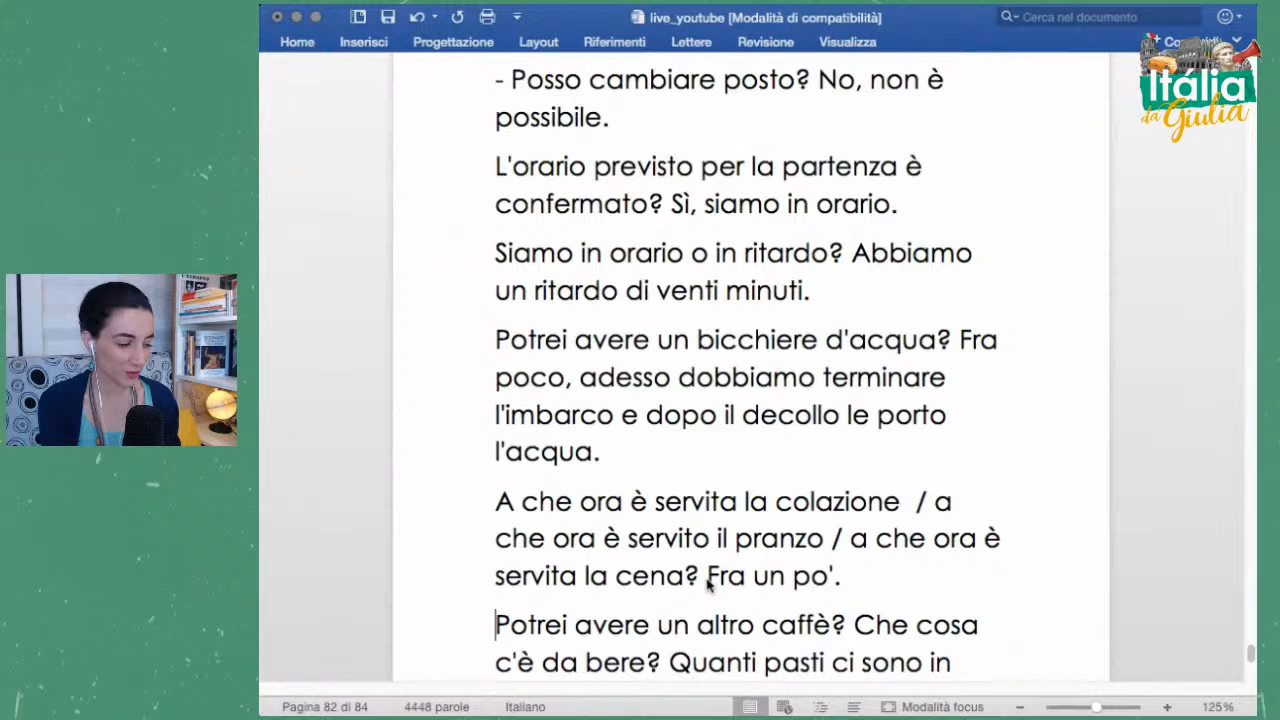 live_youtube [Modalità di compatibilità]
Cerca nel documento
Home Inserisci Progettazione Layout Riferimenti Lettere Revisione Visualizza
Itália
da Giulia
- Posso cambiare posto? No, non è
possibile.
L'orario previsto per la partenza è
confermato? Sì, siamo in orario.
Siamo in orario o in ritardo? Abbiamo
un ritardo di venti minuti.
Potrei avere un bicchiere d'acqua? Fra
poco, adesso dobbiamo terminare
l'imbarco e dopo il decollo le porto
l'acqua.
A che ora è servita la colazione / a
che ora è servito il pranzo / a che ora è
servita la cena? Fra un po'.
Potrei avere un altro caffè? Che cosa
c'è da bere? Quanti pasti ci sono in
Pagina 82 di 84 4448 parole Italiano Modalità focus 125%